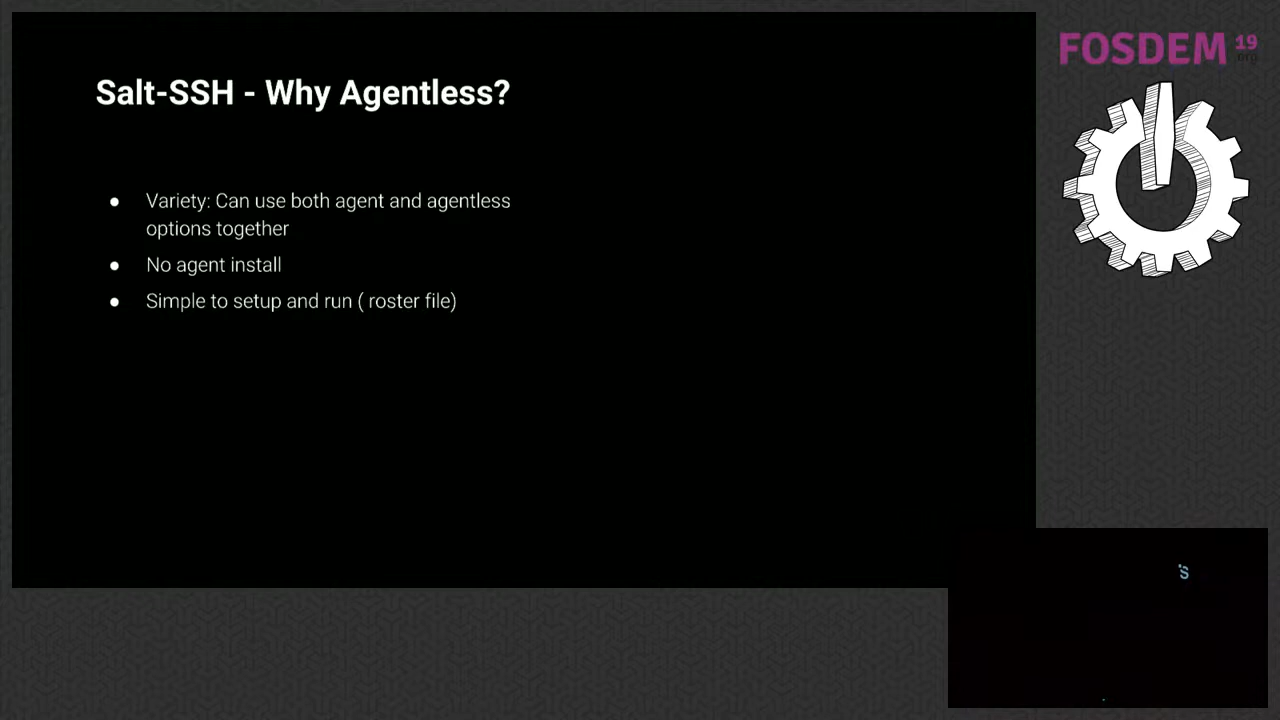 Salt-SSH - Why Agentless?
FOSDEM 19
.org
● Variety: Can use both agent and agentless
options together
● No agent install
● Simple to setup and run ( roster file)
S